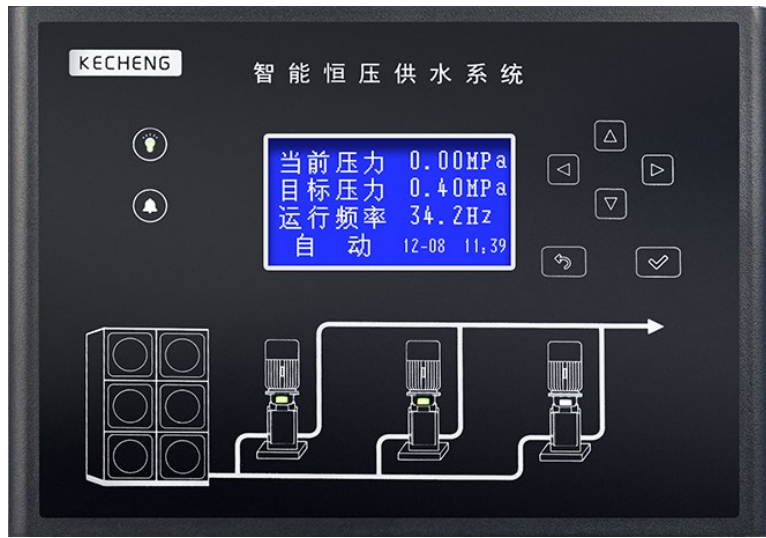 KECHENG
智能恒压供水系统
当前压力 0.00MPa
目标压力 0.40MPa
运行频率 34.2Hz
自 动 12-08 11:39